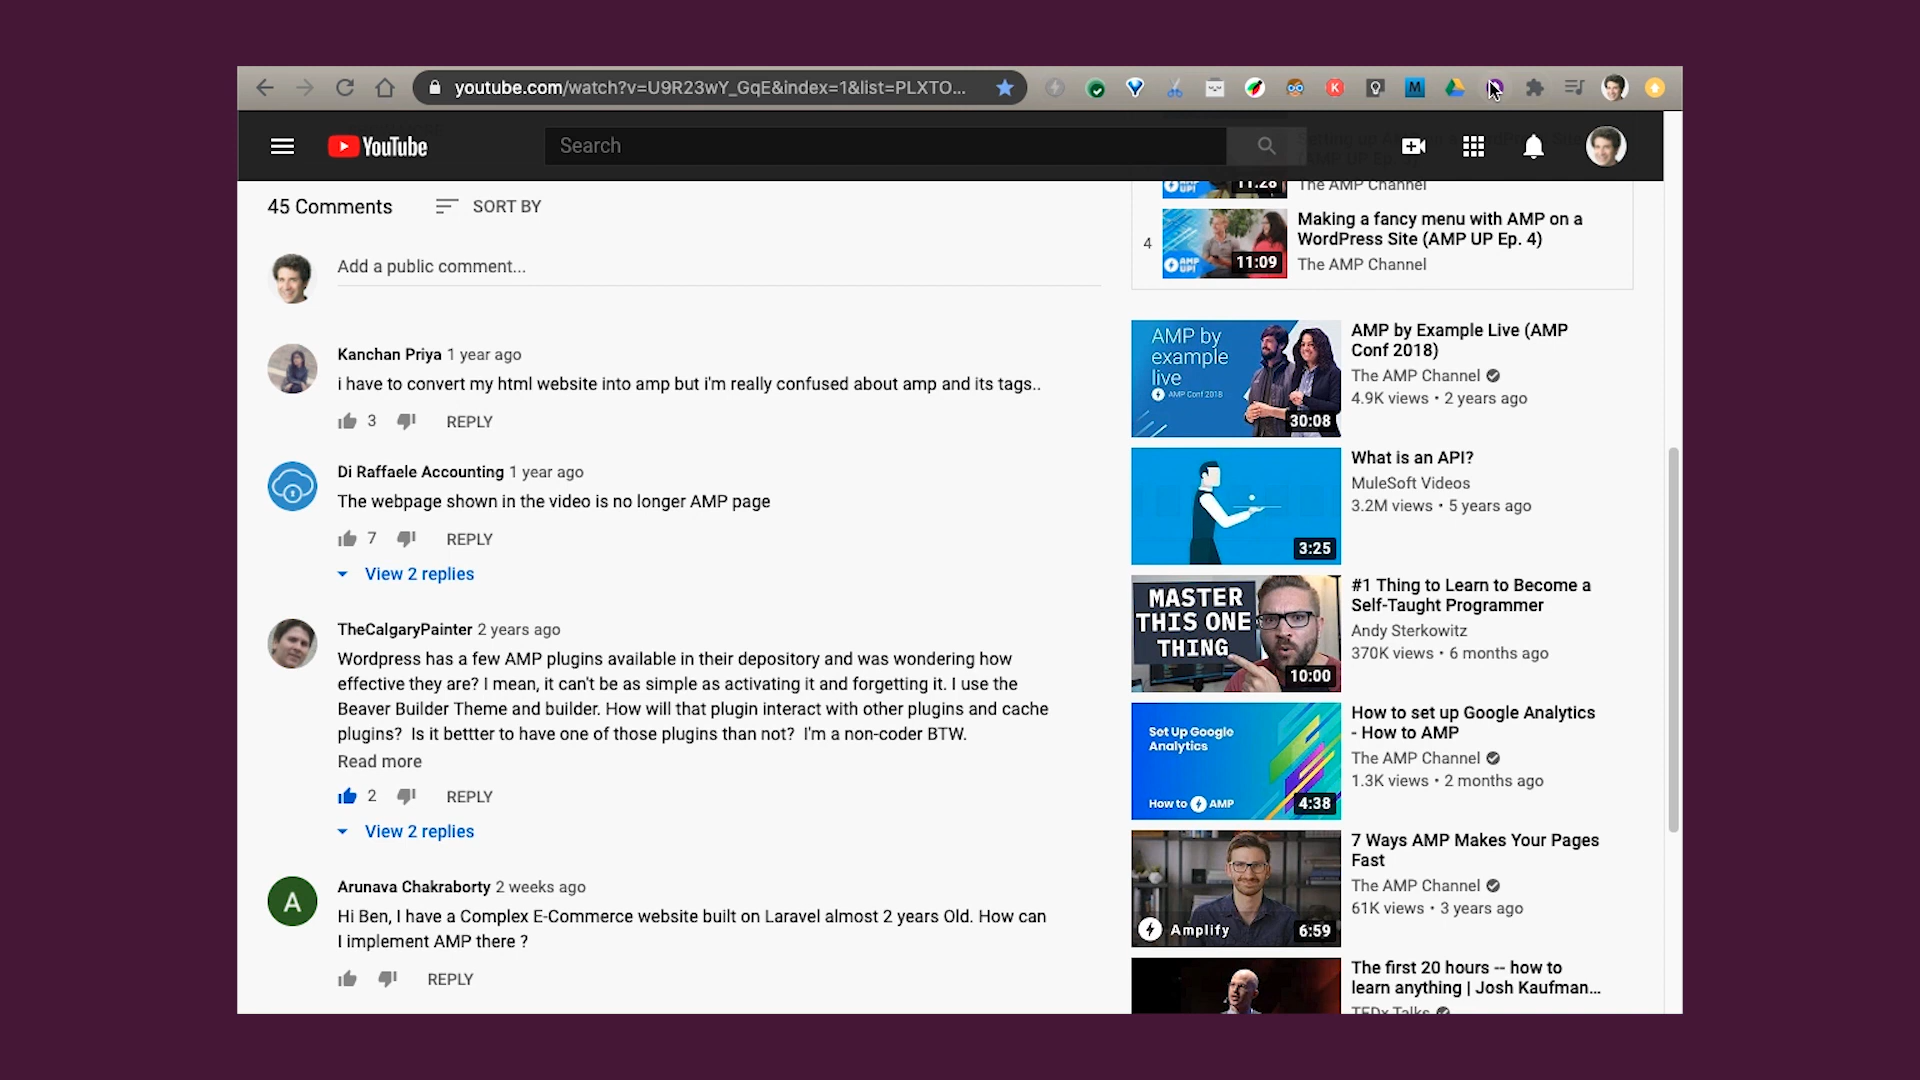 youtube.com/watch?v=U9R23wY_GqE&index=1&list=PLXTO...
K
M
YouTube
Search
45 Comments
SORT BY
Add a public comment...
Kanchan Priya 1 year ago
i have to convert my html website into amp but i'm really confused about amp and its tags..
3
REPLY
Di Raffaele Accounting 1 year ago
The webpage shown in the video is no longer AMP page
7
REPLY
View 2 replies
TheCalgaryPainter 2 years ago
Wordpress has a few AMP plugins available in their depository and was wondering how
effective they are? I mean, it can't be as simple as activating it and forgetting it. I use the
Beaver Builder Theme and builder. How will that plugin interact with other plugins and cache
plugins?  Is it bettter to have one of those plugins than not?  I'm a non-coder BTW.
Read more
2
REPLY
View 2 replies
A
Arunava Chakraborty 2 weeks ago
Hi Ben, I have a Complex E-Commerce website built on Laravel almost 2 years Old. How can
I implement AMP there ?
REPLY
11:28
The AMP Channel
4
AMP
UP!
11:09
Making a fancy menu with AMP on a
WordPress Site (AMP UP Ep. 4)
The AMP Channel
AMP by
example
live
AMP Conf 2018
30:08
AMP by Example Live (AMP
Conf 2018)
The AMP Channel
4.9K views • 2 years ago
3:25
What is an API?
MuleSoft Videos
3.2M views • 5 years ago
MASTER
THIS ONE
THING
10:00
#1 Thing to Learn to Become a
Self-Taught Programmer
Andy Sterkowitz
370K views • 6 months ago
Set Up Google
Analytics
How to AMP
4:38
How to set up Google Analytics
- How to AMP
The AMP Channel
1.3K views • 2 months ago
Amplify
6:59
7 Ways AMP Makes Your Pages
Fast
The AMP Channel
61K views • 3 years ago
The first 20 hours -- how to
learn anything | Josh Kaufman...
TEDx Talks